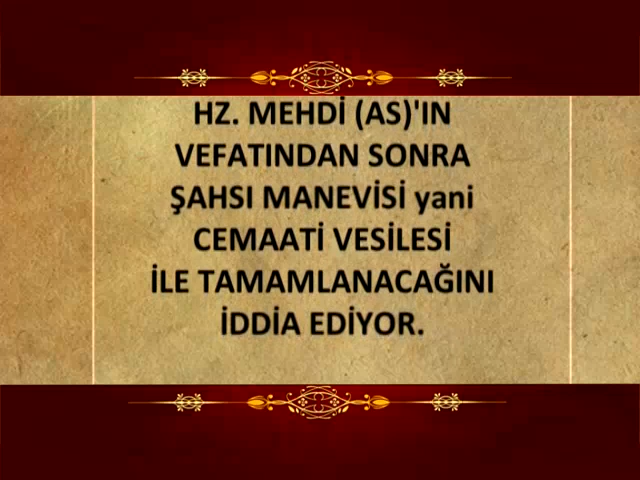 HZ. MEHDİ (AS)'IN
VEFATINDAN SONRA
ŞAHSI MANEVİSİ yani
CEMAATİ VESİLESİ
İLE TAMAMLANACAĞINI
İDDİA EDİYOR.